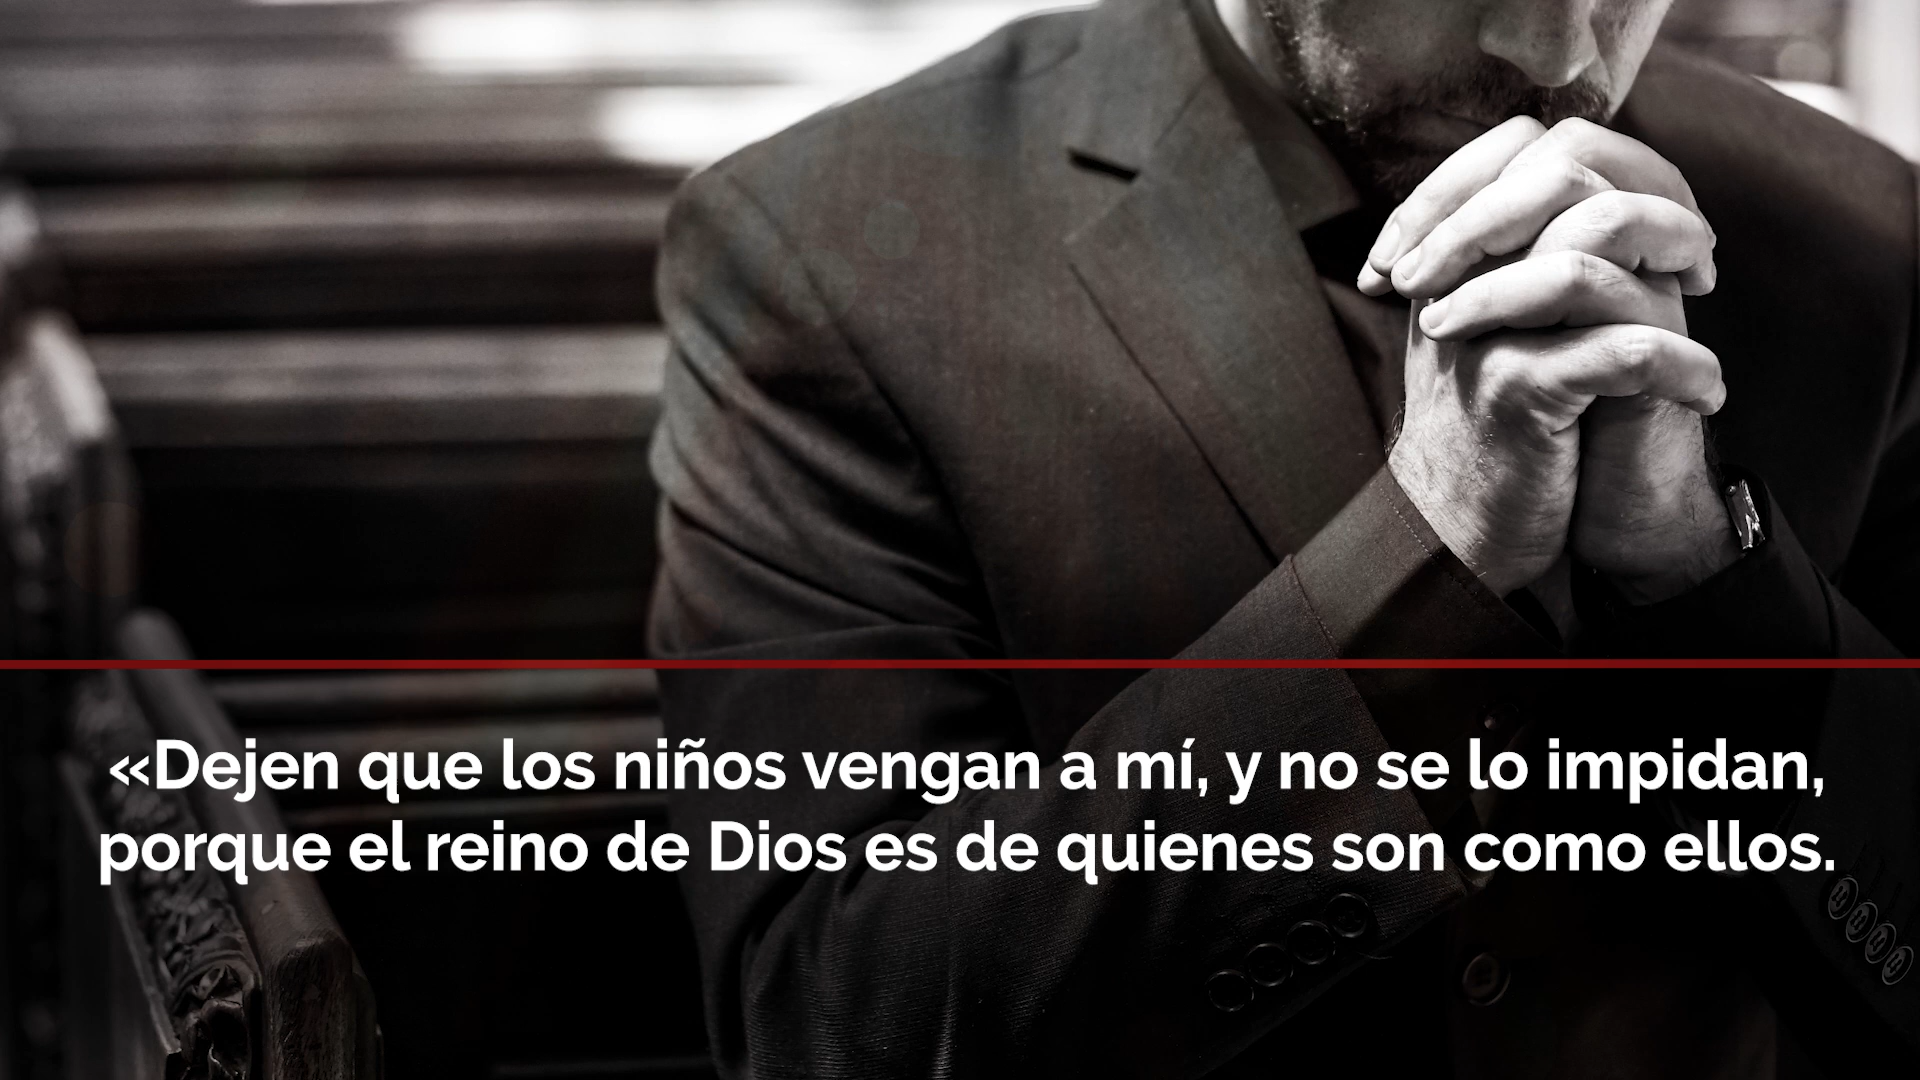 «Dejen que los niños vengan a mí, y no se lo impidan,
porque el reino de Dios es de quienes son como ellos.